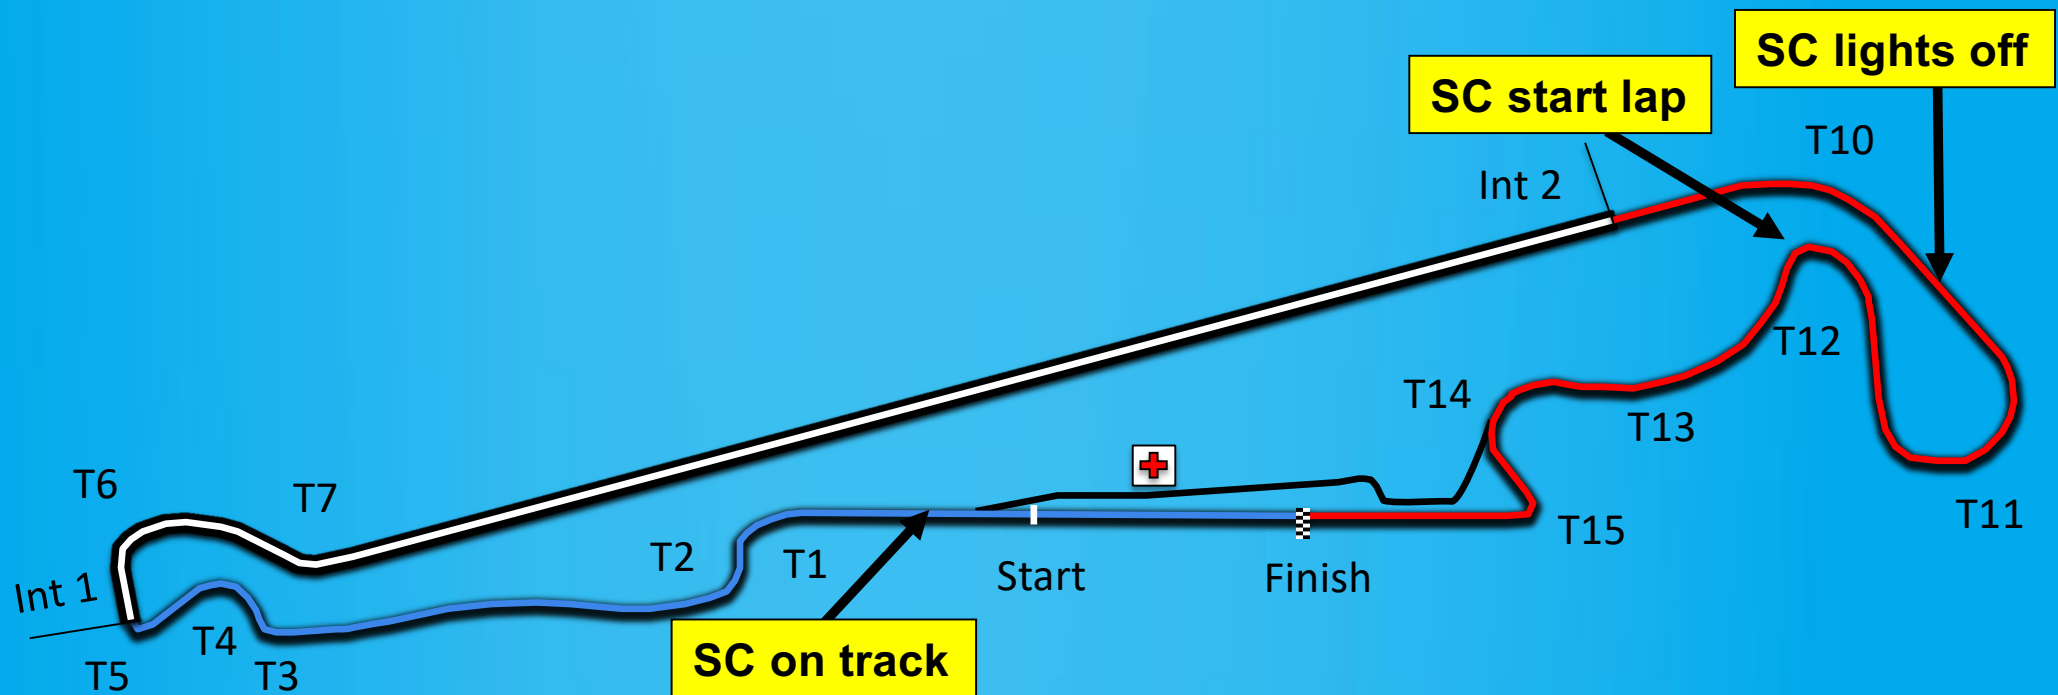 SC lights off
SC start lap
T10
Int 2
T12
T14
T13
T6
T7
T11
T15
T2
T1
Start
Finish
Int 1
T4
T5
T3
SC on track